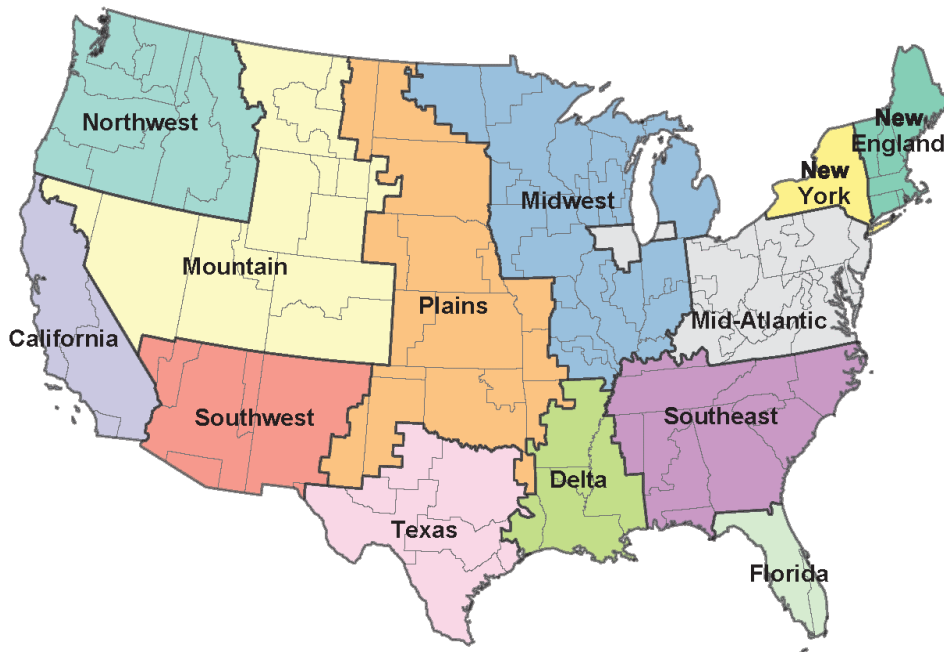 Northwest
New
England
New
York
Midwest
Mountain
Plains
Mid-Atlantic
California
Southwest
Southeast
Delta
Texas
Florida